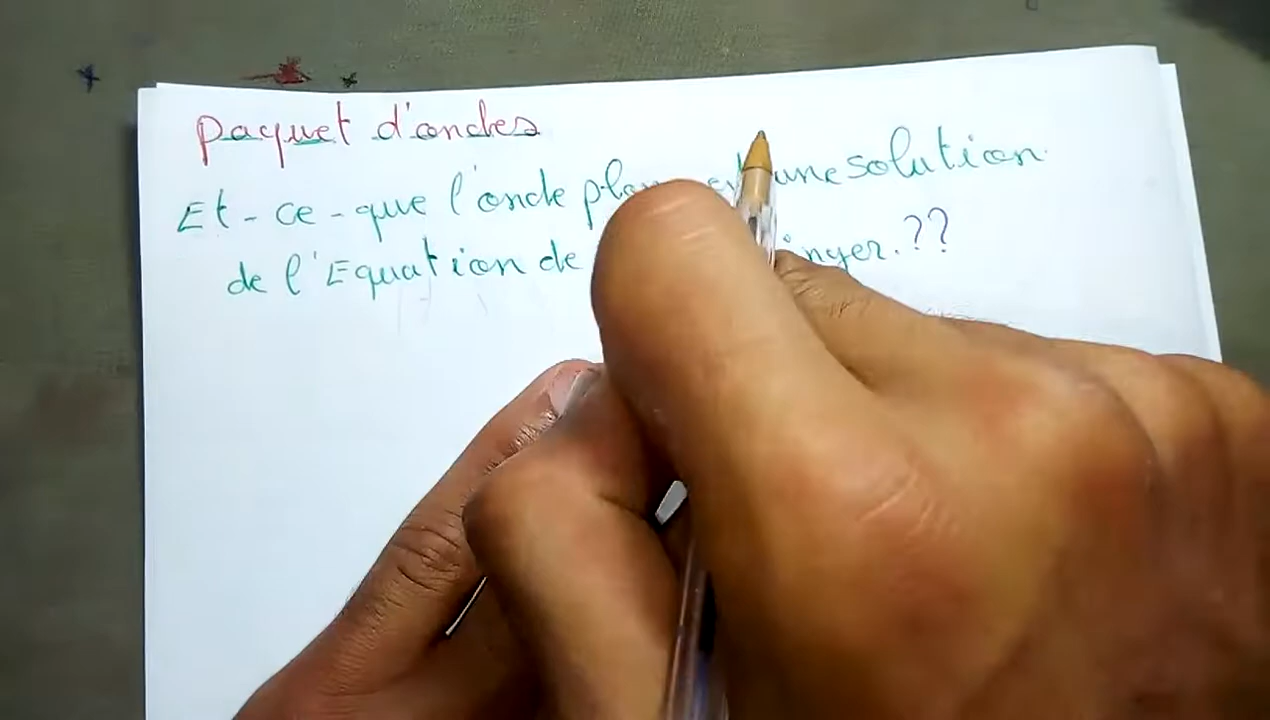 Paquet d'ondes
Et-ce-que l'onde une solution
de l'Equation de ??